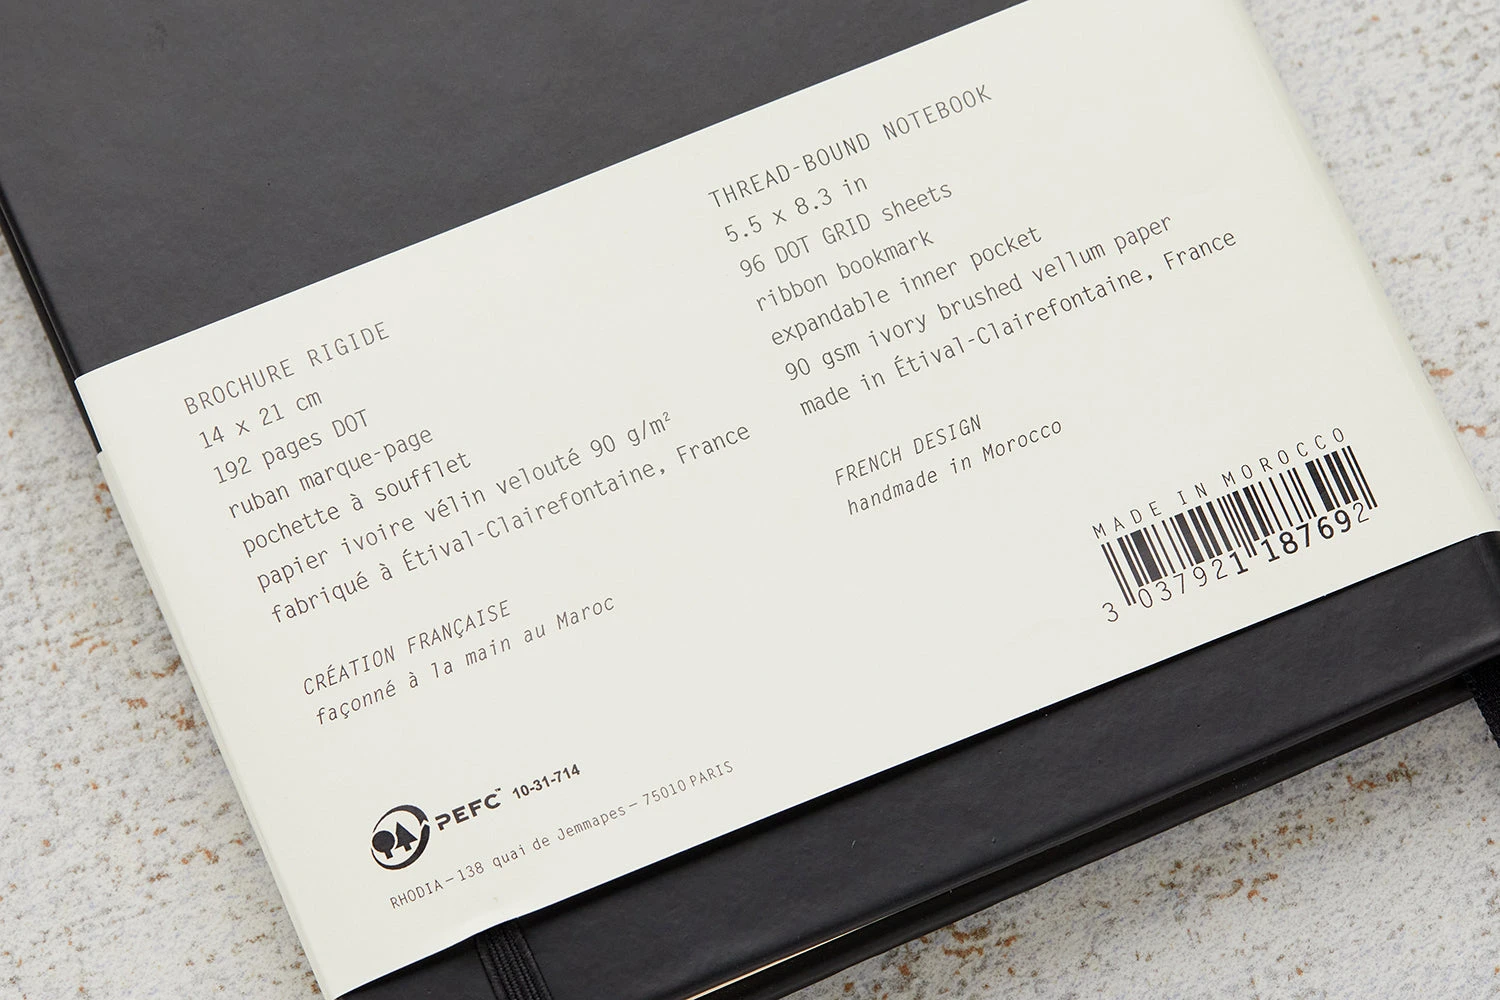 BROCHURE RIGIDE
14 x 21 cm
192 pages DOT
ruban marque-page
pochette à soufflet
papier ivoire vélin velouté 90 g/m²
fabriqué à Étival-Clairefontaine, France
CRÉATION FRANÇAISE
façonné à la main au Maroc
THREAD-BOUND NOTEBOOK
5.5 x 8.3 in
96 DOT GRID sheets
ribbon bookmark
expandable inner pocket
90 gsm ivory brushed vellum paper
made in Étival-Clairefontaine, France
FRENCH DESIGN
handmade in Morocco
MADE IN MOROCCO
3 037921 187692
PEFC™ 10-31-714
RHODIA – 138 quai de Jemmapes – 75010 PARIS